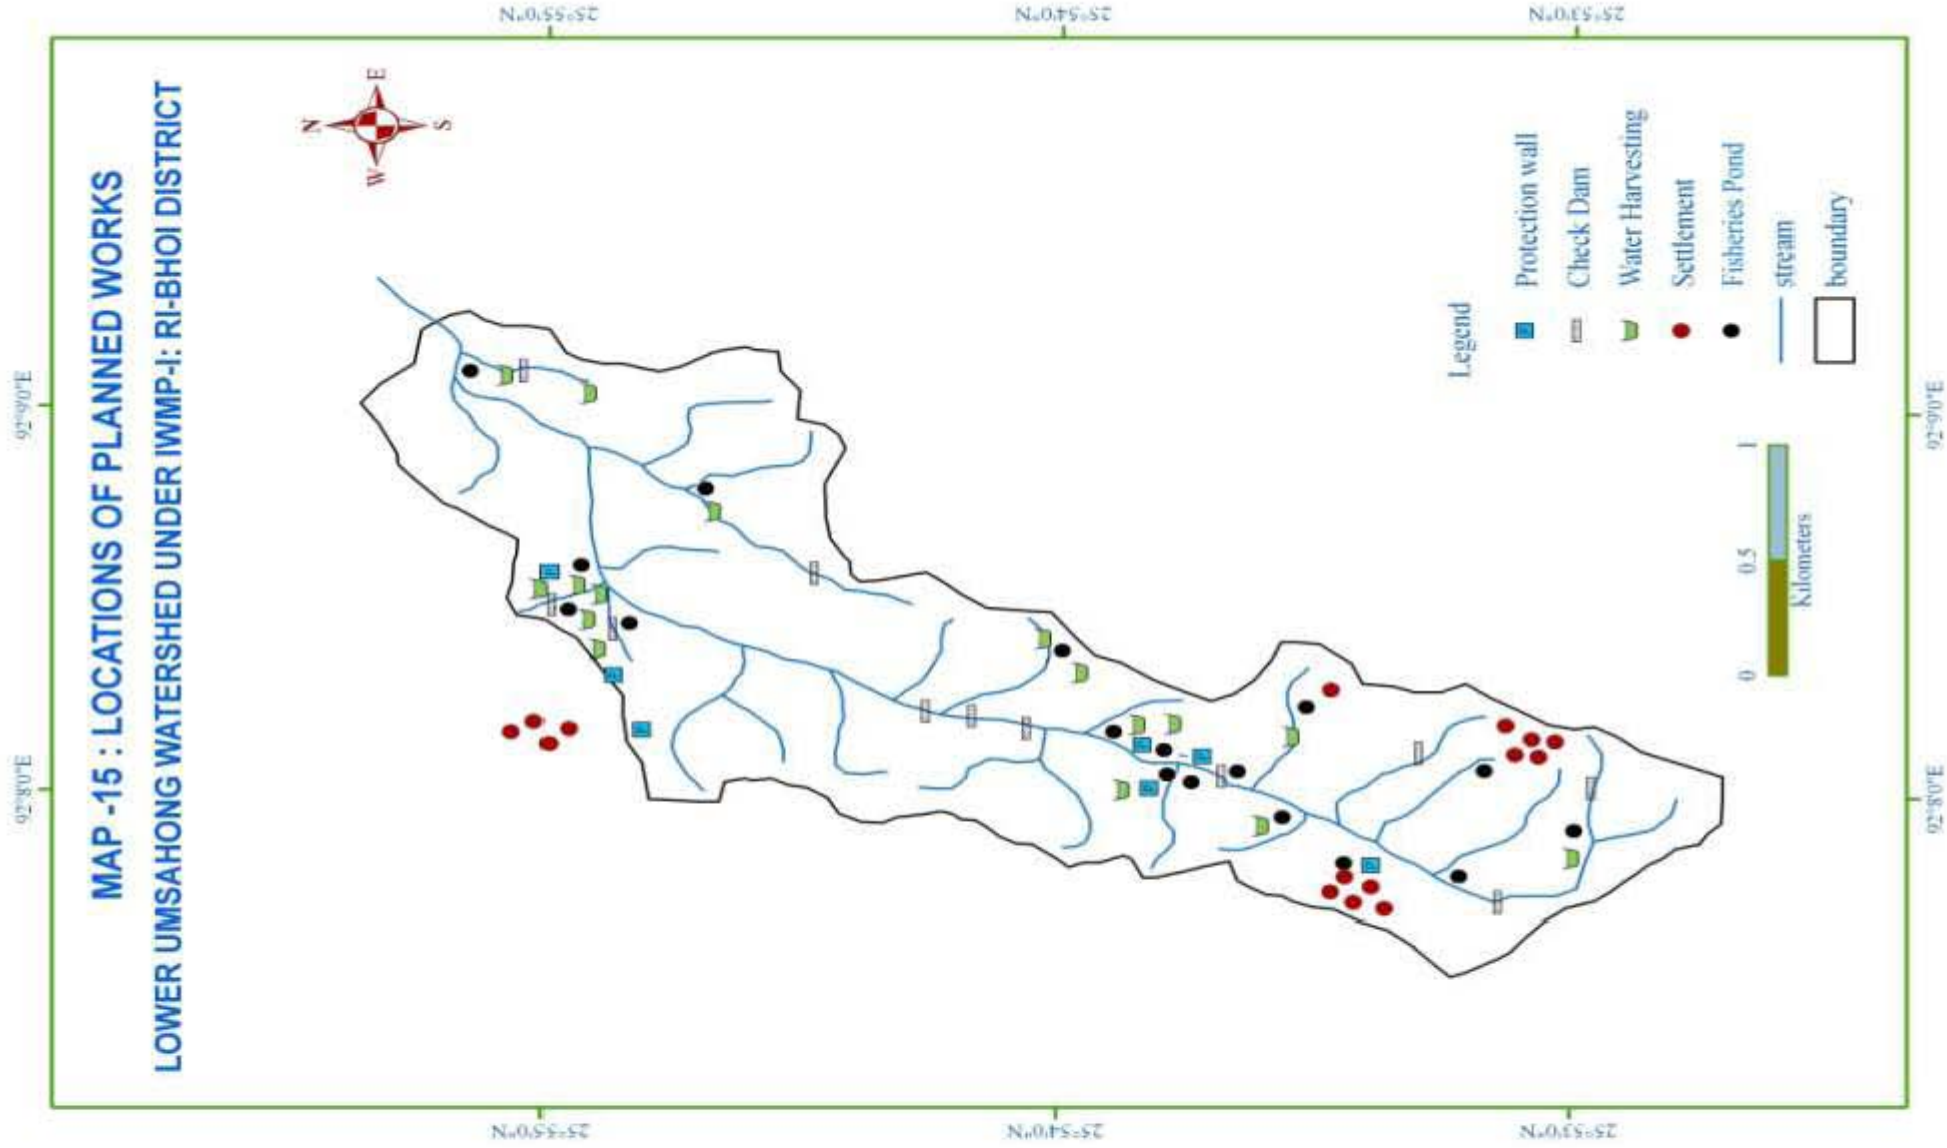 MAP -15 : LOCATIONS OF PLANNED WORKS
LOWER UMSAHONG WATERSHED UNDER IWMP-I: RI-BHOI DISTRICT
92°8'0"E
92°9'0"E
N
W
E
S
25°55'0"N
25°55'0"N
25°54'0"N
25°54'0"N
25°53'0"N
25°53'0"N
Legend
P Protection wall
Check Dam
Water Harvesting
Settlement
Fisheries Pond
stream
boundary
0 0.5 1
Kilometers
92°8'0"E
92°9'0"E